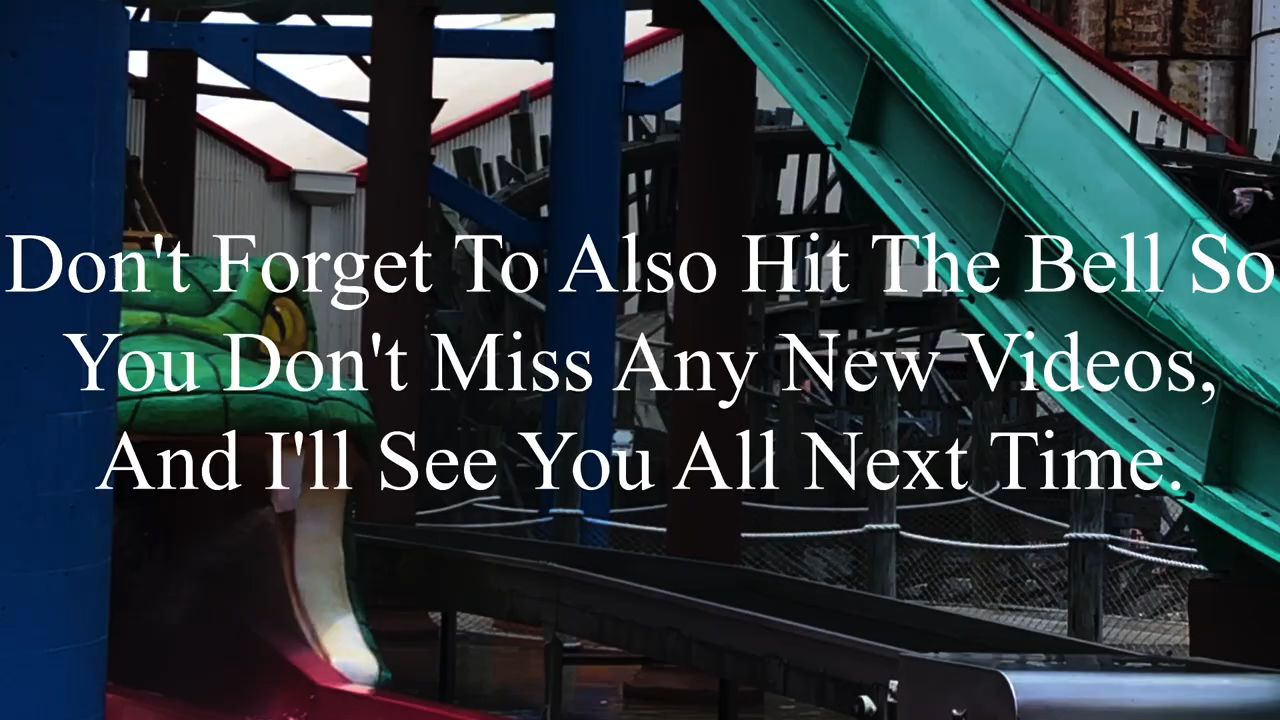 Don't Forget To Also Hit The Bell So
You Don't Miss Any New Videos,
And I'll See You All Next Time.